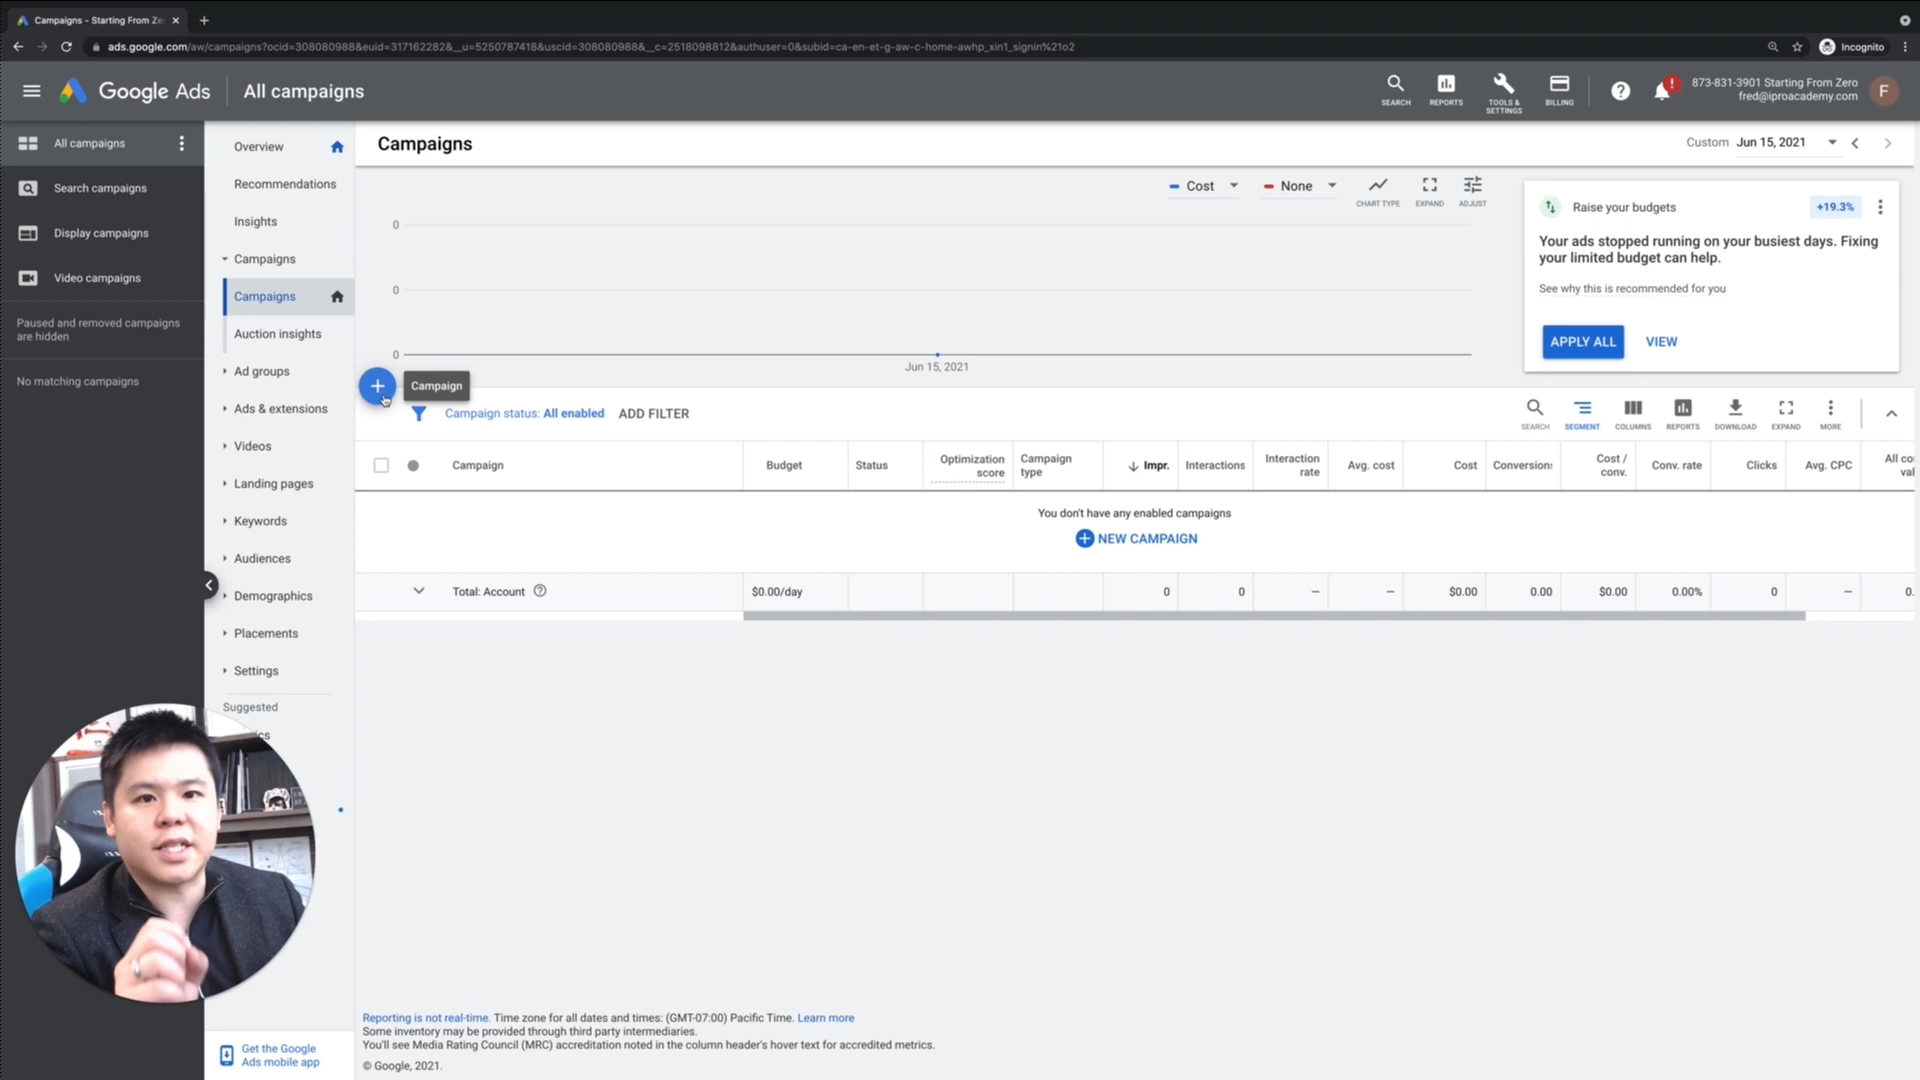 Campaigns - Starting From Ze
ads.google.com/aw/campaigns?ocid=308080988&euid=317162282&__u=5250787418&uscid=308080988&__c=2518098812&authuser=0&subid=ca-en-et-g-aw-c-home-awhp_xin1_signin%21o2
Incognito
Google Ads
All campaigns
SEARCH
REPORTS
TOOLS &
SETTINGS
BILLING
873-831-3901 Starting From Zero
fred@iproacademy.com
F
All campaigns
Search campaigns
Display campaigns
Video campaigns
Paused and removed campaigns
are hidden
No matching campaigns
Overview
Recommendations
Insights
Campaigns
Campaigns
Auction insights
Ad groups
Ads & extensions
Videos
Landing pages
Keywords
Audiences
Demographics
Placements
Settings
Suggested
ics
Get the Google
Ads mobile app
Campaigns
Custom Jun 15, 2021
Cost
None
CHART TYPE
EXPAND
ADJUST
0
0
0
Jun 15, 2021
Raise your budgets
+19.3%
Your ads stopped running on your busiest days. Fixing
your limited budget can help.
See why this is recommended for you
APPLY ALL
VIEW
Campaign
Campaign status: All enabled
ADD FILTER
SEARCH
SEGMENT
COLUMNS
REPORTS
DOWNLOAD
EXPAND
MORE
Campaign
Budget
Status
Optimization
score
Campaign
type
Impr.
Interactions
Interaction
rate
Avg. cost
Cost
Conversions
Cost /
conv.
Conv. rate
Clicks
Avg. CPC
All co
val
You don't have any enabled campaigns
NEW CAMPAIGN
Total: Account
$0.00/day
0
0
–
–
$0.00
0.00
$0.00
0.00%
0
–
0.
Reporting is not real-time. Time zone for all dates and times: (GMT-07:00) Pacific Time. Learn more
Some inventory may be provided through third party intermediaries.
You'll see Media Rating Council (MRC) accreditation noted in the column header's hover text for accredited metrics.
© Google, 2021.